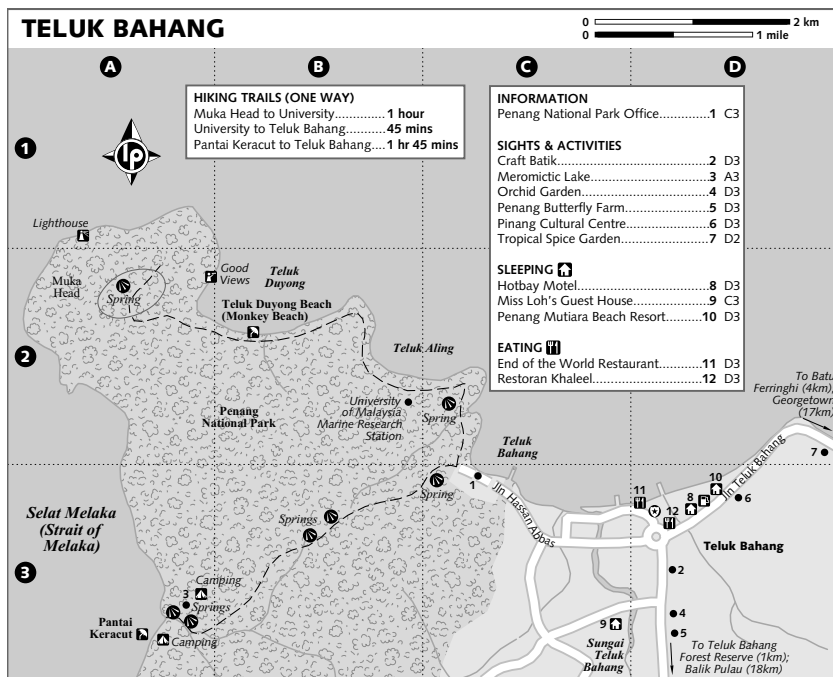 TELUK BAHANG
0 2 km
0 1 mile
A
B
C
D
HIKING TRAILS (ONE WAY)
Muka Head to University.............1 hour
University to Teluk Bahang.........45 mins
Pantai Keracut to Teluk Bahang....1 hr 45 mins
INFORMATION
Penang National Park Office...........1 C3
SIGHTS & ACTIVITIES
Craft Batik.....................................2 D3
Meromictic Lake............................3 A3
Orchid Garden...............................4 D3
Penang Butterfly Farm...................5 D3
Pinang Cultural Centre..................6 D3
Tropical Spice Garden...................7 D2
SLEEPING
Hotbay Motel................................8 D3
Miss Loh's Guest House................9 C3
Penang Mutiara Beach Resort......10 D3
EATING
End of the World Restaurant........11 D3
Restoran Khaleel.........................12 D3
1
lp
Lighthouse
Muka
Head
Spring
Good
Views
Teluk
Duyong
Teluk Duyong Beach
(Monkey Beach)
2
Teluk Aling
Penang
National Park
University
of Malaysia
Marine Research
Station
Spring
To Batu
Ferringhi (4km);
Georgetown
(17km)
Teluk
Bahang
7
Jln Teluk Bahang
Spring
1
Jln Hassan Abbas
11
12
8
10
6
Selat Melaka
(Strait of
Melaka)
Springs
Teluk Bahang
3
2
Camping
3
Springs
4
5
Pantai
Keracut
Camping
9
Sungai
Teluk
Bahang
To Teluk Bahang
Forest Reserve (1km);
Balik Pulau (18km)